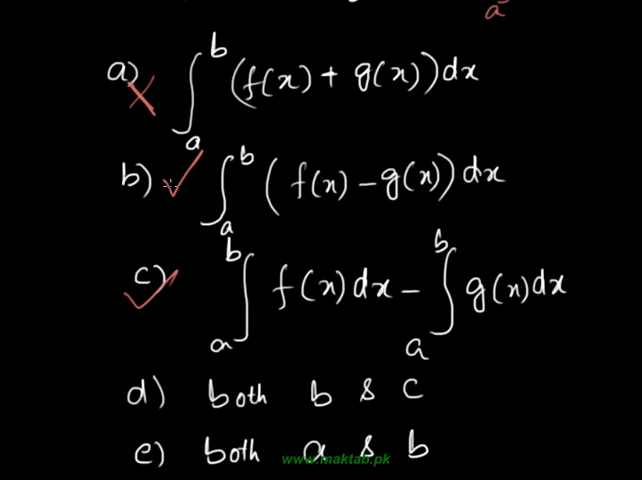 a
a) ∫_a^b (f(x) + g(x)) dx
b) ∫_a^b (f(x) - g(x)) dx
c) ∫_a^b f(x) dx - ∫_a^b g(x) dx
d) both b & c
e) both a & b
www.maktab.pk